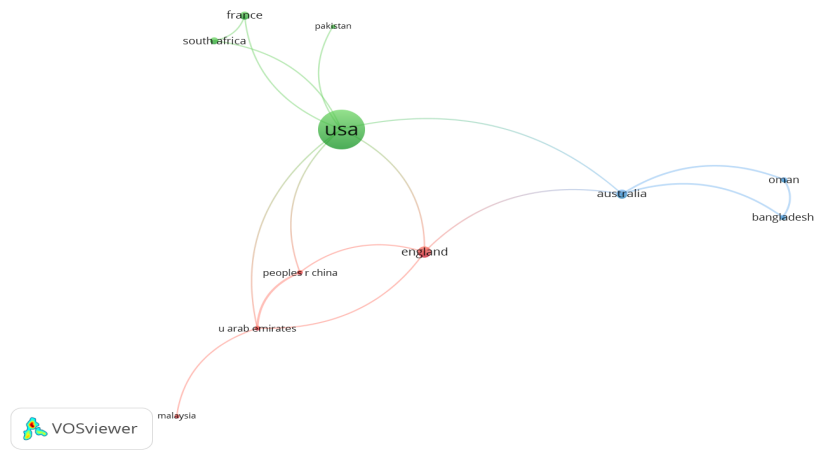 france
pakistan
south africa
usa
oman
australia
bangladesh
england
peoples r china
u arab emirates
malaysia
VOSviewer